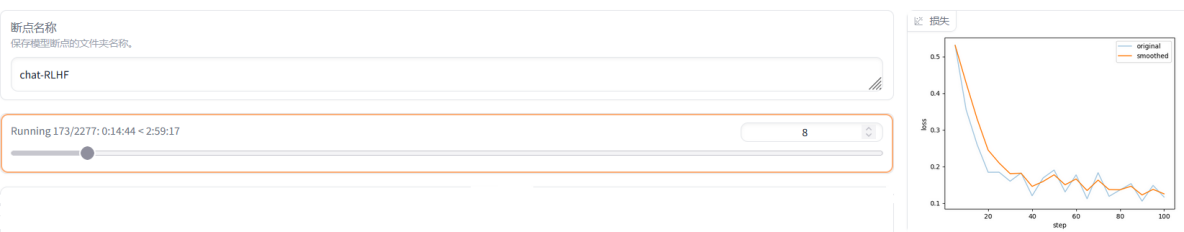 断点名称
保存模型断点的文件夹名称。
chat-RLHF
Running 173/2277: 0:14:44 < 2:59:17
8
损失
original
smoothed
0.5
0.4
0.3
0.2
0.1
loss
20 40 60 80 100
step